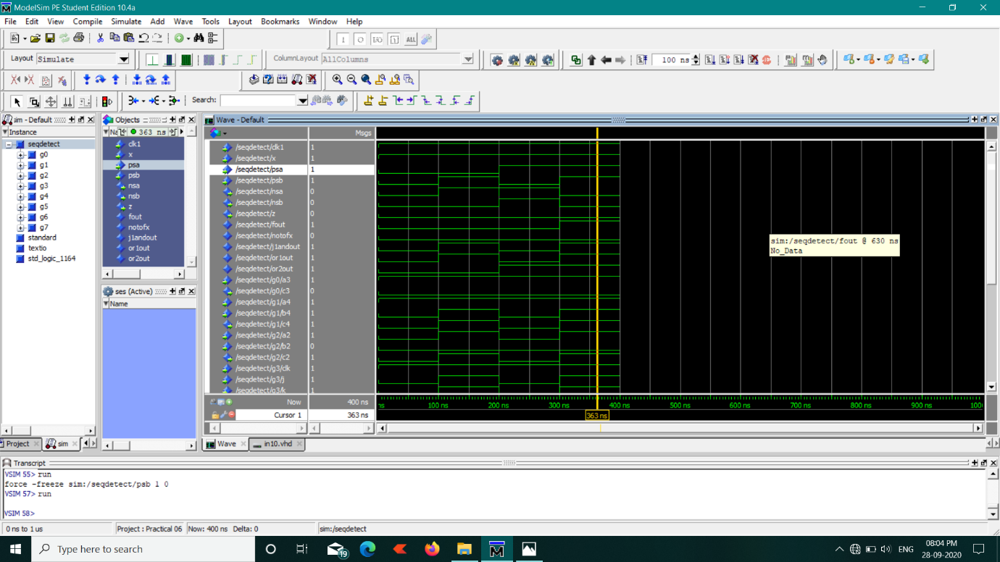 ModelSim PE Student Edition 10.4a
File Edit View Compile Simulate Add Wave Tools Layout Bookmarks Window Help
Layout Simulate
ColumnLayout AllColumns
100 ns
Search:
sim - Default
Instance
seqdetect
g0
g1
g2
g3
g4
g5
g6
g7
standard
textio
std_logic_1164
Objects
363 ns
clk1
x
psa
psb
nsa
nsb
z
fout
notofx
j1andout
or1out
or2out
ses (Active)
Name
Wave - Default
Msgs
/seqdetect/clk1 1
/seqdetect/x 1
/seqdetect/psa 1
/seqdetect/psb 1
/seqdetect/nsa 0
/seqdetect/nsb 0
/seqdetect/z 0
/seqdetect/fout 1
/seqdetect/notofx 0
/seqdetect/j1andout 1
/seqdetect/or1out 1
/seqdetect/or2out 1
/seqdetect/g0/a3 1
/seqdetect/g0/c3 0
/seqdetect/g1/a4 1
/seqdetect/g1/b4 1
/seqdetect/g1/c4 1
/seqdetect/g2/a2 1
/seqdetect/g2/b2 0
/seqdetect/g2/c2 1
/seqdetect/g3/clk 1
/seqdetect/g3/j 1
/seqdetect/g3/k 1
sim:/seqdetect/fout @ 630 ns
No_Data
Now 400 ns
Cursor 1 363 ns
ns 100 ns 200 ns 300 ns 400 ns 500 ns 600 ns 700 ns 800 ns 900 ns
363 ns
Project sim
Wave in10.vhd
Transcript
VSIM 55> run
force -freeze sim:/seqdetect/psb 1 0
VSIM 57> run
VSIM 58>
0 ns to 1 us Project : Practical 06 Now: 400 ns Delta: 0 sim:/seqdetect
Type here to search
19
ENG
08:04 PM
28-09-2020